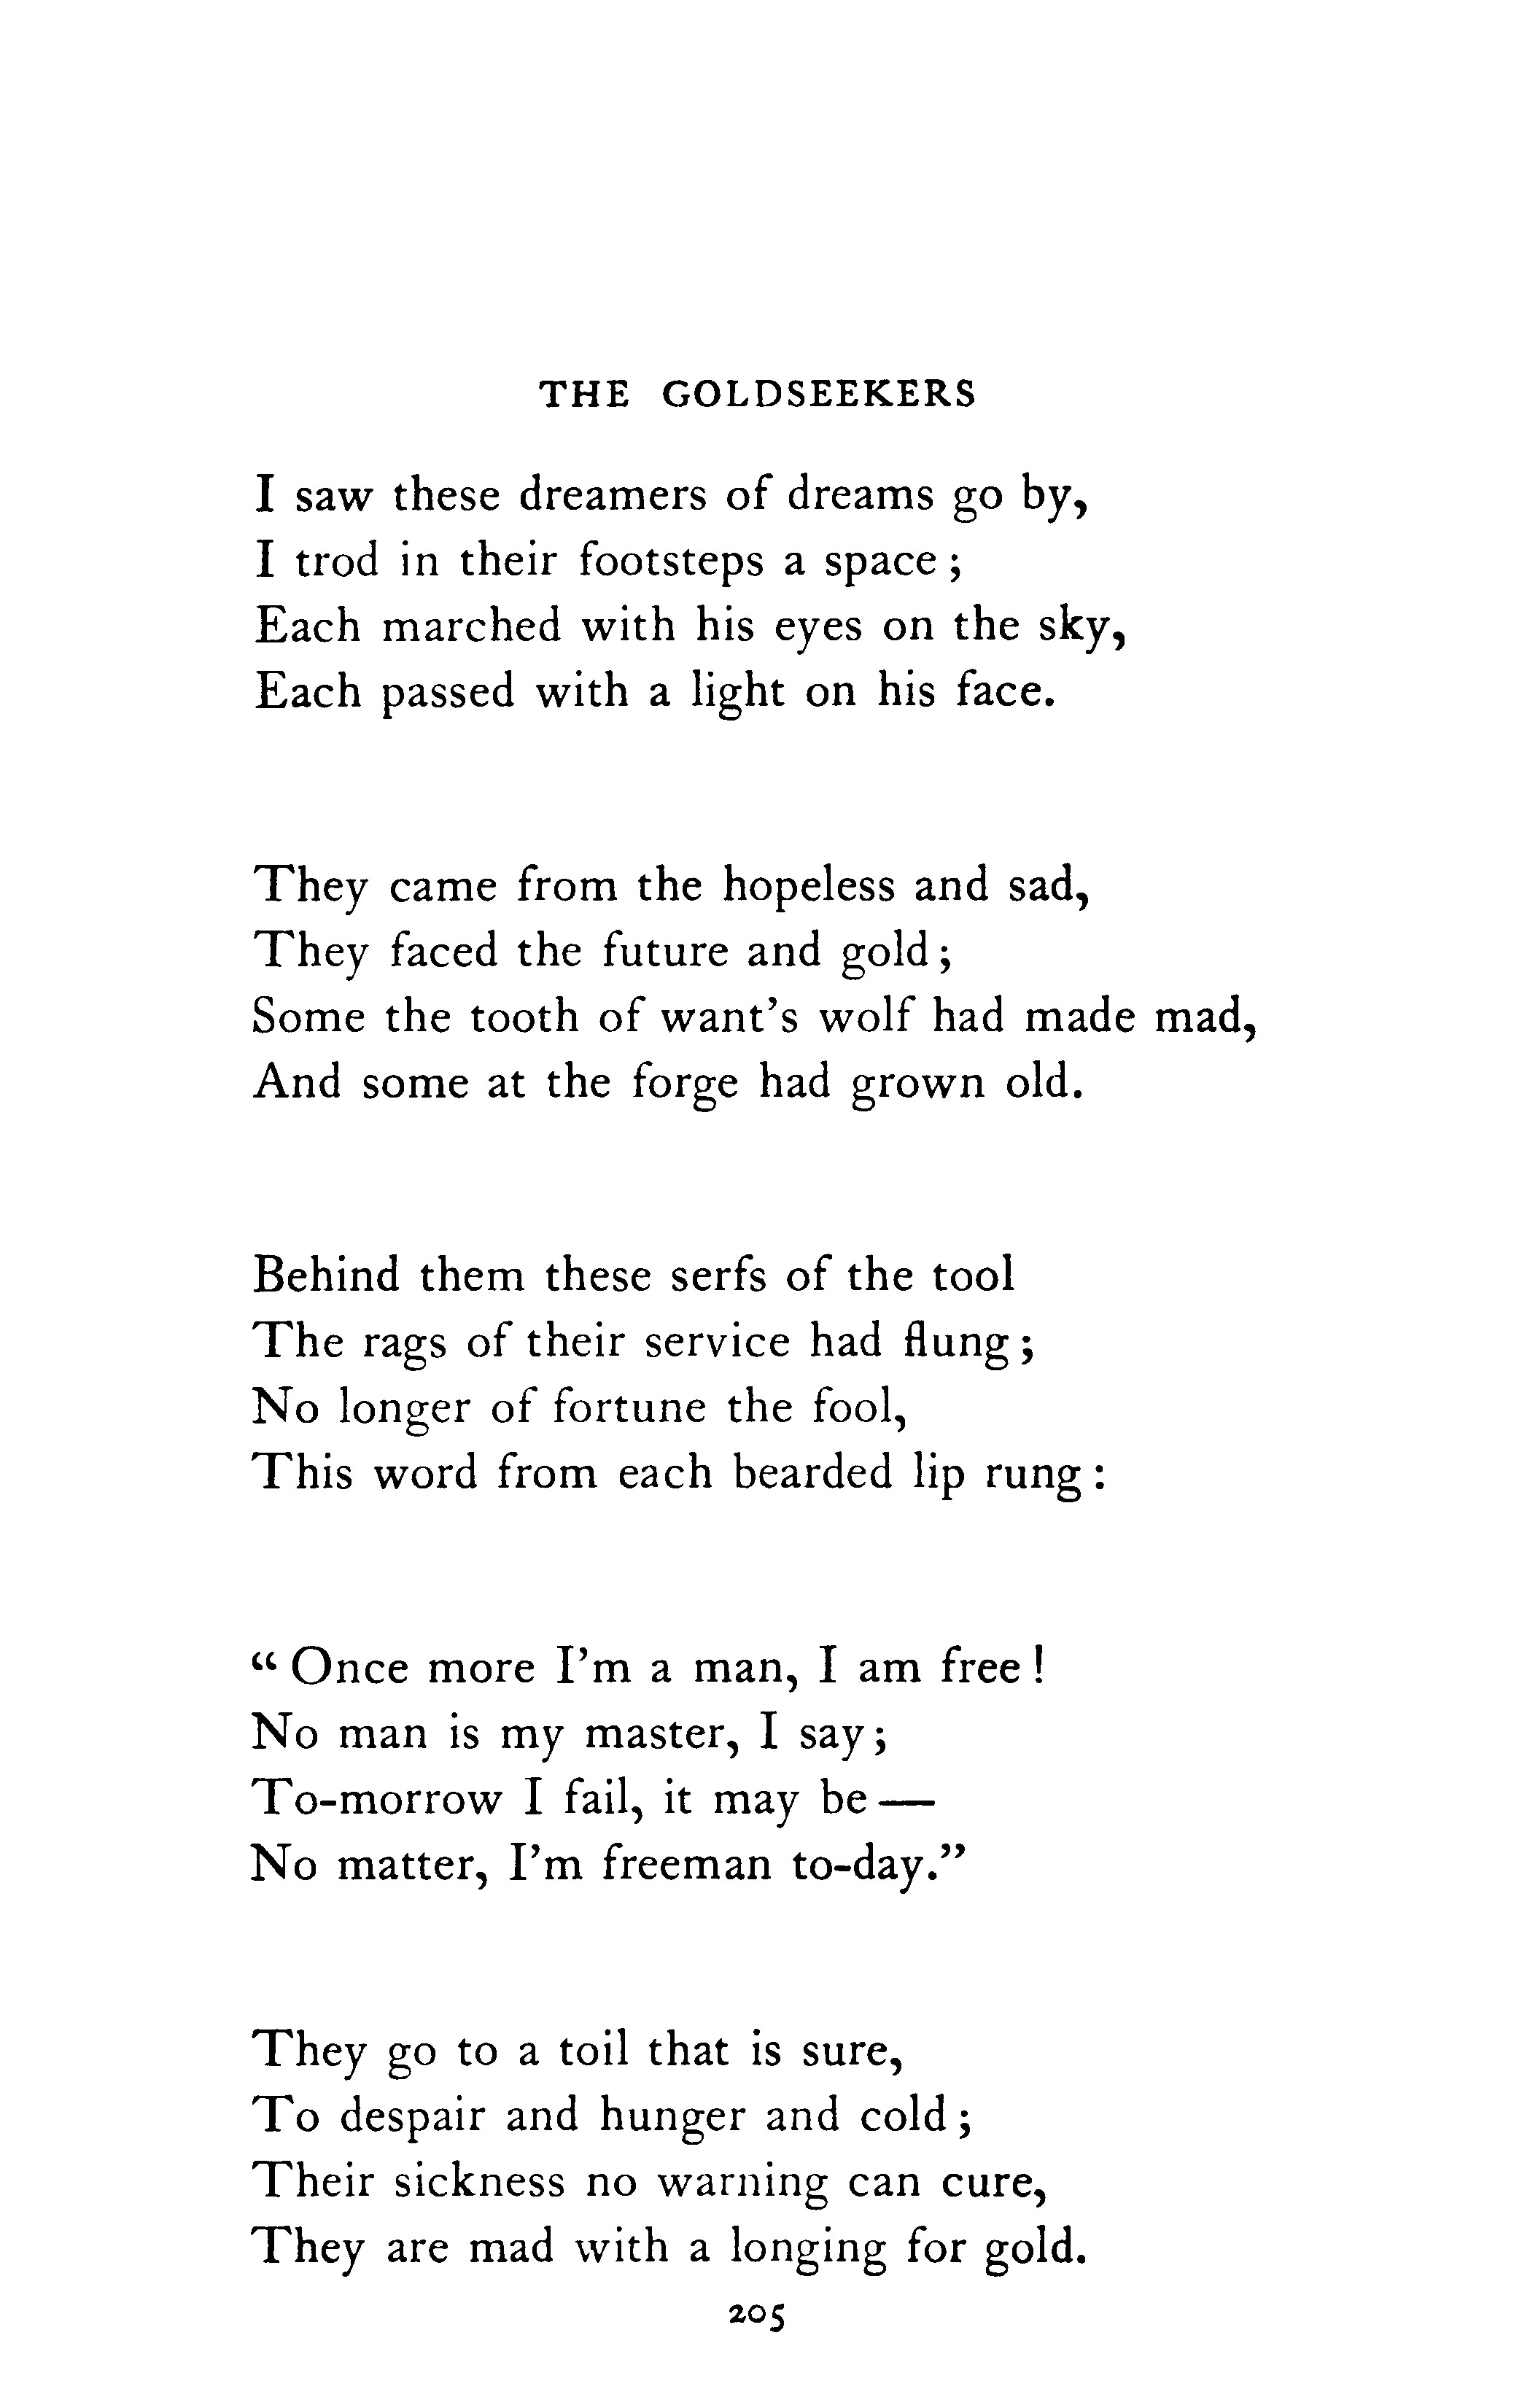 THE GOLDSEEKERS
I saw these dreamers of dreams go by,
I trod in their footsteps a space ;
Each marched with his eyes on the sky,
Each passed with a light on his face.
They came from the hopeless and sad,
They faced the future and gold ;
Some the tooth of want's wolf had made mad,
And some at the forge had grown old.
Behind them these serfs of the tool
The rags of their service had flung ;
No longer of fortune the fool,
This word from each bearded lip rung :
“ Once more I'm a man, I am free !
No man is my master, I say ;
To-morrow I fail, it may be —
No matter, I'm freeman to-day.”
They go to a toil that is sure,
To despair and hunger and cold ;
Their sickness no warning can cure,
They are mad with a longing for gold.
205